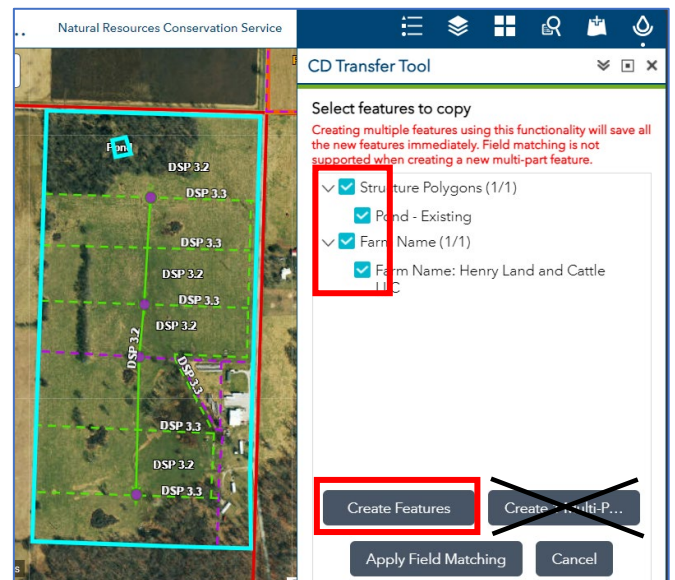 .. Natural Resources Conservation Service
CD Transfer Tool
Select features to copy
Creating multiple features using this functionality will save all
the new features immediately. Field matching is not
supported when creating a new multi-part feature.
Structure Polygons (1/1)
Pond - Existing
Farm Name (1/1)
Farm Name: Henry Land and Cattle
LLC
Create Features
Create a Multi-P...
Apply Field Matching
Cancel
Pond
DSP 3.2
DSP 3.3
DSP 3.3
DSP 3.2
DSP 3.3
DSP 3.2
DSP 3.2
DSP 3.3
DSP 3.3
DSP 3.2
DSP 3.3
s